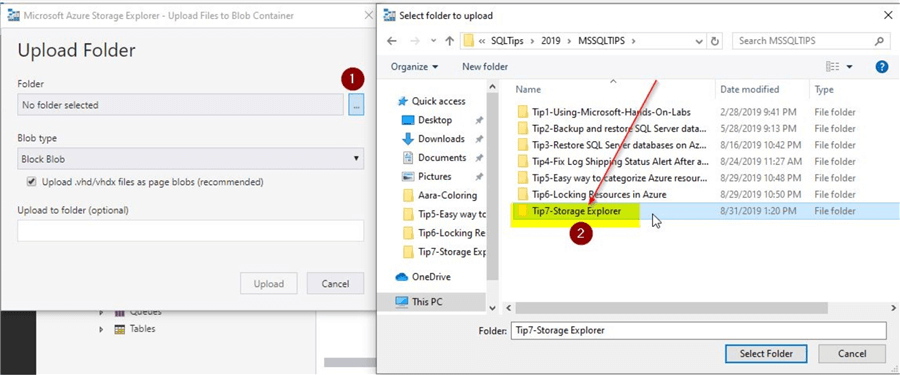 Microsoft Azure Storage Explorer - Upload Files to Blob Container
Upload Folder
1
Folder
No folder selected
...
Blob type
Block Blob
Upload .vhd/vhdx files as page blobs (recommended)
Upload to folder (optional)
Upload
Cancel
Queues
Tables
Select folder to upload
« SQLTips > 2019 > MSSQLTIPS >
Search MSSQLTIPS
Organize
New folder
?
Quick access
Desktop
Downloads
Documents
Pictures
Aara-Coloring
Tip5-Easy way to
Tip6-Locking Re
Tip7-Storage Exp
OneDrive
This PC
Name Date modified Type
Tip1-Using-Microsoft-Hands-On-Labs 2/28/2019 9:41 PM File folder
Tip2-Backup and restore SQL Server data... 5/28/2019 9:13 PM File folder
Tip3-Restore SQL Server databases on Az... 8/16/2019 10:42 PM File folder
Tip4-Fix Log Shipping Status Alert After a... 8/24/2019 11:27 AM File folder
Tip5-Easy way to categorize Azure resour... 8/29/2019 10:48 PM File folder
Tip6-Locking Resources in Azure 8/29/2019 10:50 PM File folder
Tip7-Storage Explorer 8/31/2019 1:20 PM File folder
2
Folder: Tip7-Storage Explorer
Select Folder
Cancel